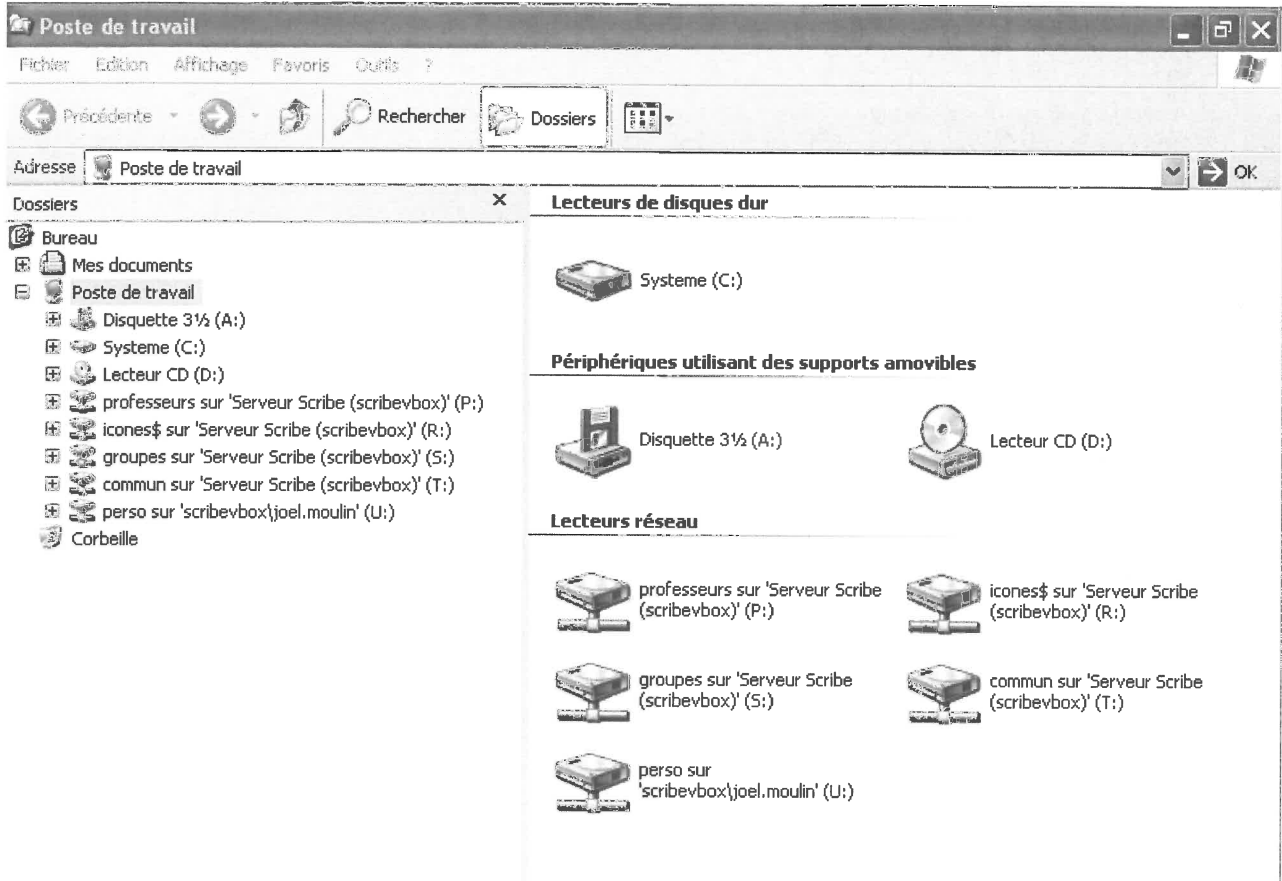 Poste de travail
Fichier Edition Affichage Favoris Outils ?
Précédente Rechercher Dossiers
Adresse Poste de travail OK
Dossiers
Bureau
Mes documents
Poste de travail
Disquette 3½ (A:)
Systeme (C:)
Lecteur CD (D:)
professeurs sur 'Serveur Scribe (scribevbox)' (P:)
icones$ sur 'Serveur Scribe (scribevbox)' (R:)
groupes sur 'Serveur Scribe (scribevbox)' (S:)
commun sur 'Serveur Scribe (scribevbox)' (T:)
perso sur 'scribevbox\joel.moulin' (U:)
Corbeille
Lecteurs de disques dur
Systeme (C:)
Périphériques utilisant des supports amovibles
Disquette 3½ (A:)
Lecteur CD (D:)
Lecteurs réseau
professeurs sur 'Serveur Scribe
(scribevbox)' (P:)
icones$ sur 'Serveur Scribe
(scribevbox)' (R:)
groupes sur 'Serveur Scribe
(scribevbox)' (S:)
commun sur 'Serveur Scribe
(scribevbox)' (T:)
perso sur
'scribevbox\joel.moulin' (U:)